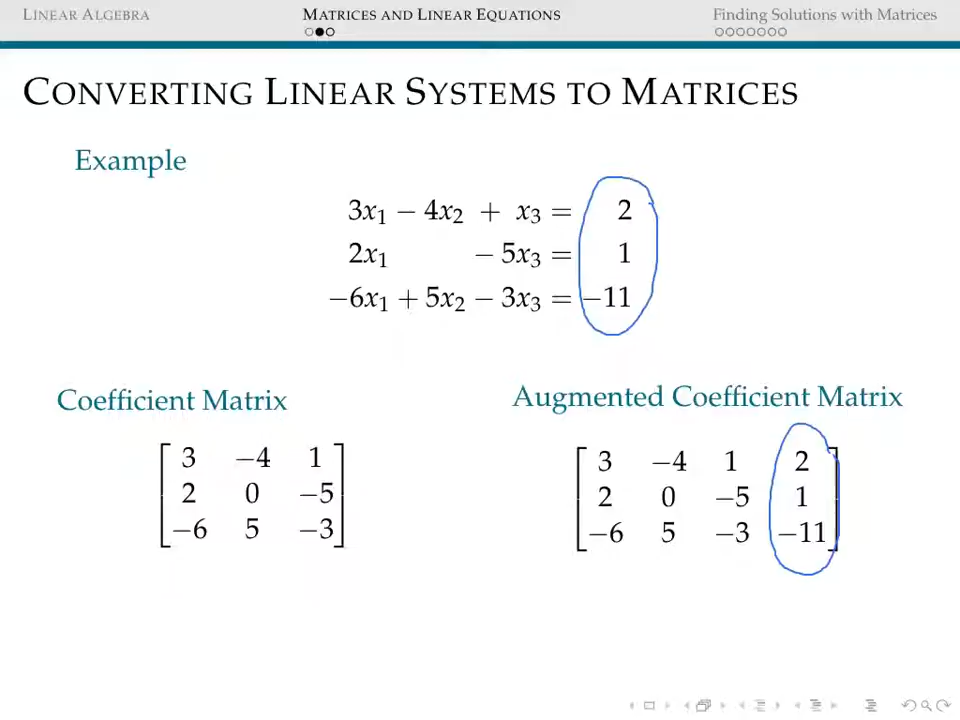 LINEAR ALGEBRA MATRICES AND LINEAR EQUATIONS Finding Solutions with Matrices
CONVERTING LINEAR SYSTEMS TO MATRICES
Example
3x₁ − 4x₂ + x₃ = 2
2x₁ − 5x₃ = 1
−6x₁ + 5x₂ − 3x₃ = −11
Coefficient Matrix
3 −4 1
2 0 −5
−6 5 −3
Augmented Coefficient Matrix
3 −4 1 2
2 0 −5 1
−6 5 −3 −11